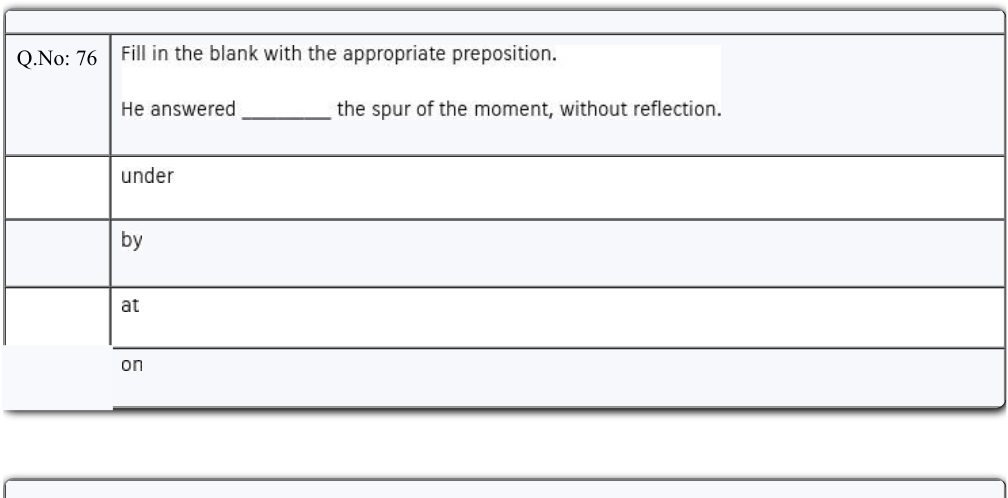 Q.No: 76
Fill in the blank with the appropriate preposition.
He answered _________ the spur of the moment, without reflection.
under
by
at
on